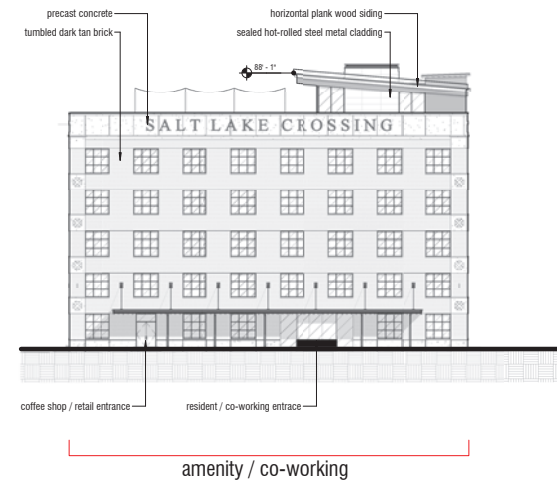 precast concrete
horizontal plank wood siding
tumbled dark tan brick
sealed hot-rolled steel metal cladding
88' - 1"
SALT LAKE CROSSING
coffee shop / retail entrance
resident / co-working entrace
amenity / co-working